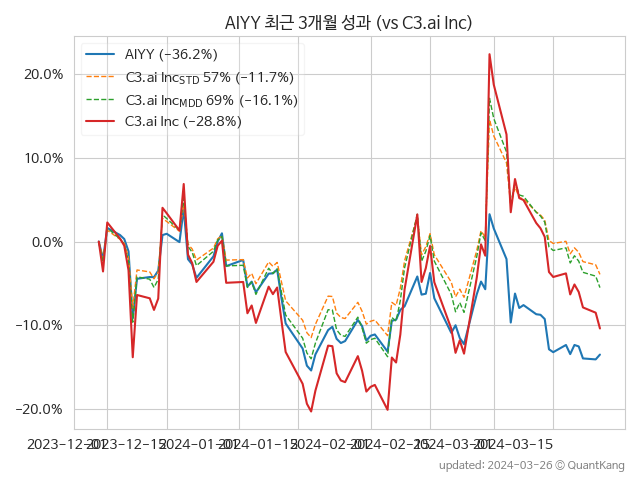 AIYY 최근 3개월 성과 (vs C3.ai Inc)
AIYY (−36.2%)
C3.ai Inc_STD 57% (−11.7%)
C3.ai Inc_MDD 69% (−16.1%)
C3.ai Inc (−28.8%)
20.0%
10.0%
0.0%
−10.0%
−20.0%
2023-12-01 2023-12-15 2024-01-01 2024-01-15 2024-02-01 2024-02-15 2024-03-01 2024-03-15
updated: 2024-03-26 © QuantKang